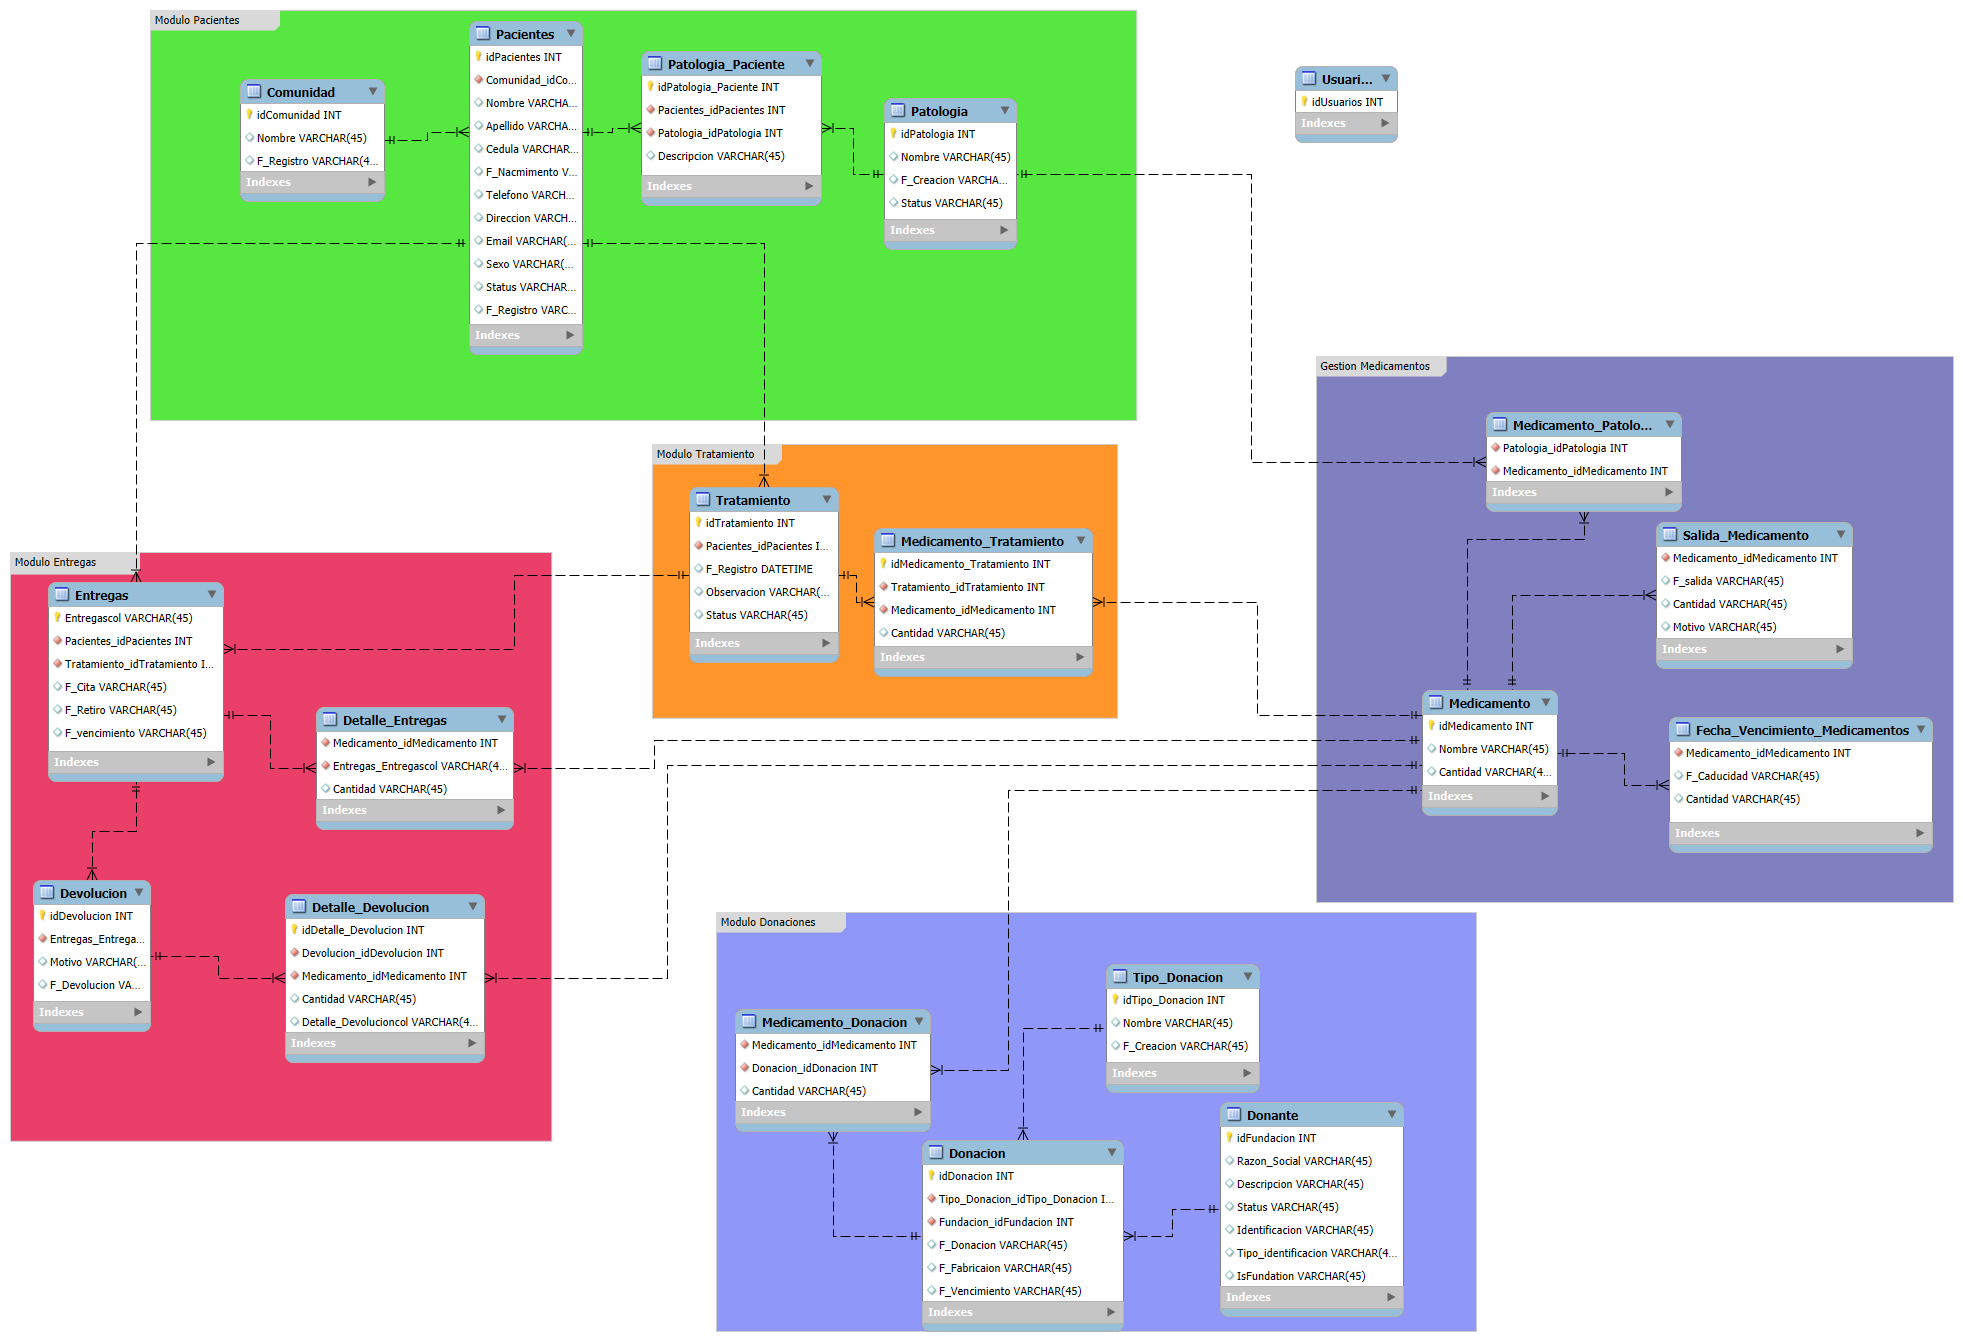 Modulo Pacientes
Comunidad
idComunidad INT
Nombre VARCHAR(45)
F_Registro VARCHAR(4...
Indexes
Pacientes
idPacientes INT
Comunidad_idCo...
Nombre VARCHA...
Apellido VARCHA...
Cedula VARCHAR...
F_Nacmimento V...
Telefono VARCH...
Direccion VARCH...
Email VARCHAR(...
Sexo VARCHAR(...
Status VARCHAR...
F_Registro VARC...
Indexes
Patologia_Paciente
idPatologia_Paciente INT
Pacientes_idPacientes INT
Patologia_idPatologia INT
Descripcion VARCHAR(45)
Indexes
Patologia
idPatologia INT
Nombre VARCHAR(45)
F_Creacion VARCHA...
Status VARCHAR(45)
Indexes
Usuari...
idUsuarios INT
Indexes
Gestion Medicamentos
Medicamento_Patolo...
Patologia_idPatologia INT
Medicamento_idMedicamento INT
Indexes
Salida_Medicamento
Medicamento_idMedicamento INT
F_salida VARCHAR(45)
Cantidad VARCHAR(45)
Motivo VARCHAR(45)
Indexes
Medicamento
idMedicamento INT
Nombre VARCHAR(45)
Cantidad VARCHAR(4...
Indexes
Fecha_Vencimiento_Medicamentos
Medicamento_idMedicamento INT
F_Caducidad VARCHAR(45)
Cantidad VARCHAR(45)
Indexes
Modulo Tratamiento
Tratamiento
idTratamiento INT
Pacientes_idPacientes I...
F_Registro DATETIME
Observacion VARCHAR(...
Status VARCHAR(45)
Indexes
Medicamento_Tratamiento
idMedicamento_Tratamiento INT
Tratamiento_idTratamiento INT
Medicamento_idMedicamento INT
Cantidad VARCHAR(45)
Indexes
Modulo Entregas
Entregas
Entregascol VARCHAR(45)
Pacientes_idPacientes INT
Tratamiento_idTratamiento I...
F_Cita VARCHAR(45)
F_Retiro VARCHAR(45)
F_vencimiento VARCHAR(45)
Indexes
Detalle_Entregas
Medicamento_idMedicamento INT
Entregas_Entregascol VARCHAR(4...
Cantidad VARCHAR(45)
Indexes
Devolucion
idDevolucion INT
Entregas_Entrega...
Motivo VARCHAR(...
F_Devolucion VA...
Indexes
Detalle_Devolucion
idDetalle_Devolucion INT
Devolucion_idDevolucion INT
Medicamento_idMedicamento INT
Cantidad VARCHAR(45)
Detalle_Devolucioncol VARCHAR(4...
Indexes
Modulo Donaciones
Medicamento_Donacion
Medicamento_idMedicamento INT
Donacion_idDonacion INT
Cantidad VARCHAR(45)
Indexes
Tipo_Donacion
idTipo_Donacion INT
Nombre VARCHAR(45)
F_Creacion VARCHAR(45)
Indexes
Donacion
idDonacion INT
Tipo_Donacion_idTipo_Donacion I...
Fundacion_idFundacion INT
F_Donacion VARCHAR(45)
F_Fabricaion VARCHAR(45)
F_Vencimiento VARCHAR(45)
Indexes
Donante
idFundacion INT
Razon_Social VARCHAR(45)
Descripcion VARCHAR(45)
Status VARCHAR(45)
Identificacion VARCHAR(45)
Tipo_identificacion VARCHAR(4...
IsFundation VARCHAR(45)
Indexes